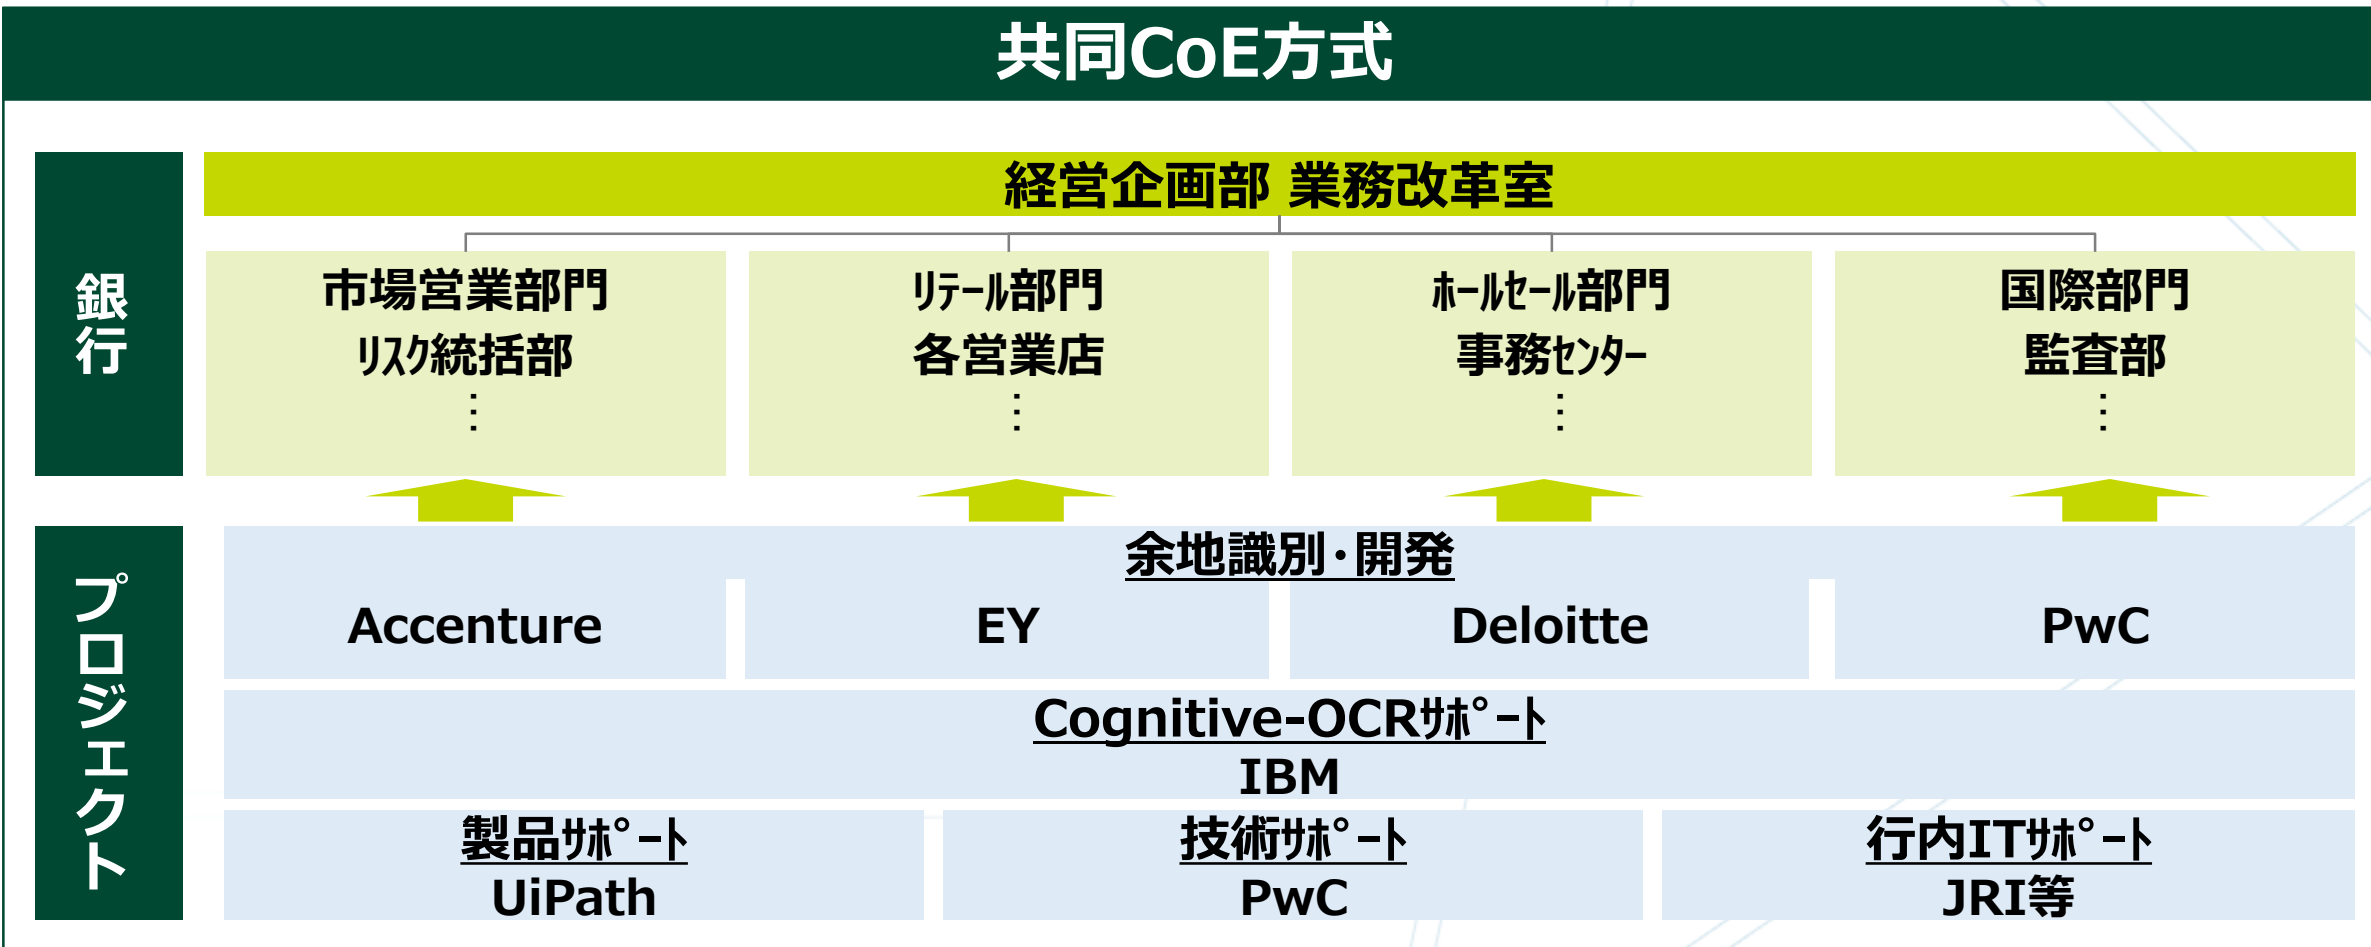 共同CoE方式
銀行
経営企画部 業務改革室
市場営業部門
ﾘｽｸ統括部
⋮
ﾘﾃｰﾙ部門
各営業店
⋮
ﾎｰﾙｾｰﾙ部門
事務ｾﾝﾀｰ
⋮
国際部門
監査部
⋮
プロジェクト
余地識別･開発
Accenture
EY
Deloitte
PwC
Cognitive-OCRｻﾎﾟｰﾄ
IBM
製品ｻﾎﾟｰﾄ
UiPath
技術ｻﾎﾟｰﾄ
PwC
行内ITｻﾎﾟｰﾄ
JRI等